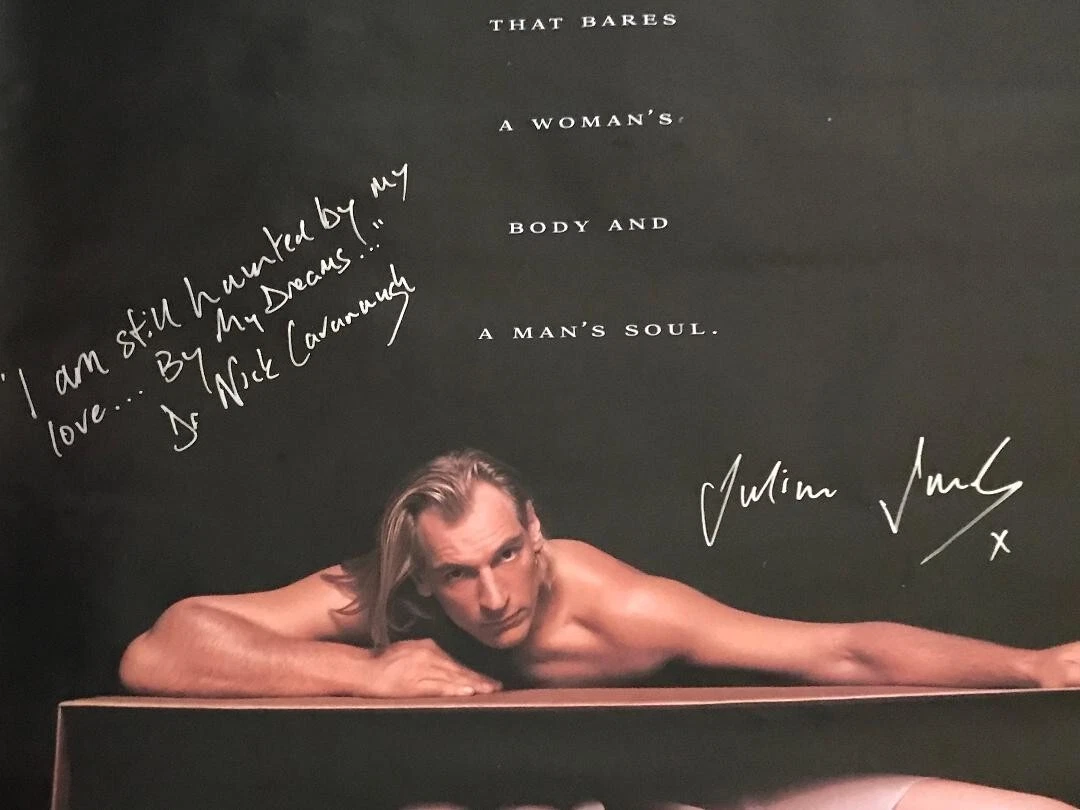 THAT BARES
A WOMAN'S
BODY AND
A MAN'S SOUL.
"I am still haunted by my
love... By My Dreams..."
Dr Nick Cavanaugh
Julian Sands
x